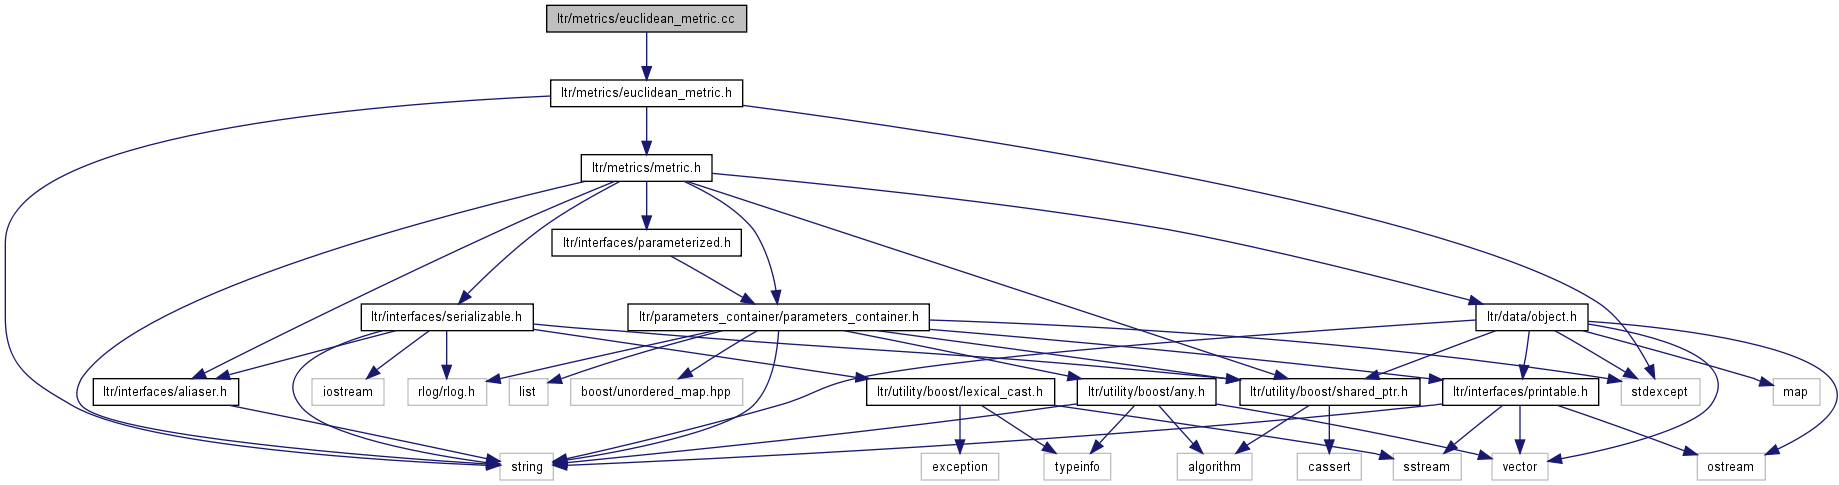 ltr/metrics/euclidean_metric.cc
ltr/metrics/euclidean_metric.h
ltr/metrics/metric.h
ltr/interfaces/parameterized.h
ltr/interfaces/serializable.h
ltr/parameters_container/parameters_container.h
ltr/data/object.h
ltr/interfaces/aliaser.h
iostream
rlog/rlog.h
list
boost/unordered_map.hpp
ltr/utility/boost/lexical_cast.h
ltr/utility/boost/any.h
ltr/utility/boost/shared_ptr.h
ltr/interfaces/printable.h
stdexcept
map
string
exception
typeinfo
algorithm
cassert
sstream
vector
ostream